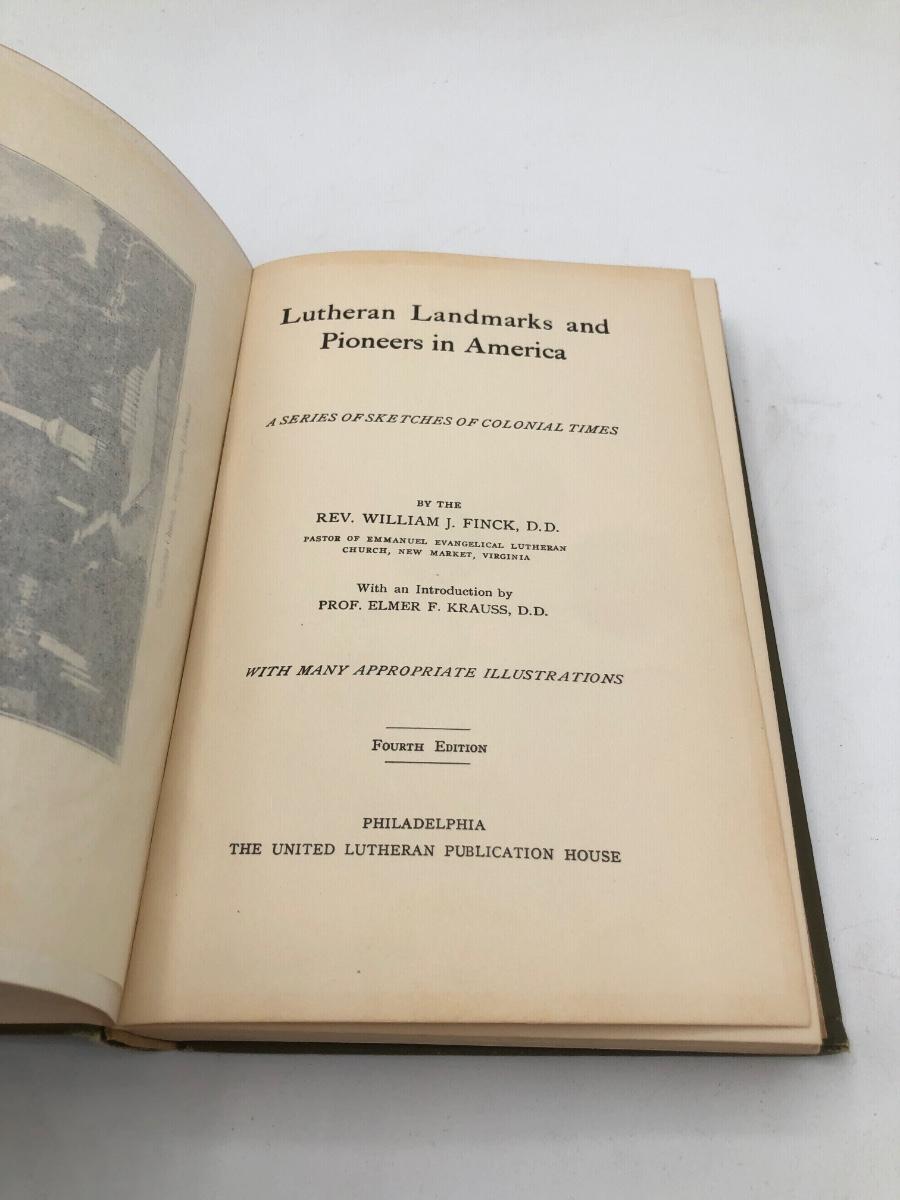 Lutheran Landmarks and
Pioneers in America
A SERIES OF SKETCHES OF COLONIAL TIMES
BY THE
REV. WILLIAM J. FINCK, D.D.
PASTOR OF EMMANUEL EVANGELICAL LUTHERAN
CHURCH, NEW MARKET, VIRGINIA
With an Introduction by
PROF. ELMER F. KRAUSS, D.D.
WITH MANY APPROPRIATE ILLUSTRATIONS
FOURTH EDITION
PHILADELPHIA
THE UNITED LUTHERAN PUBLICATION HOUSE